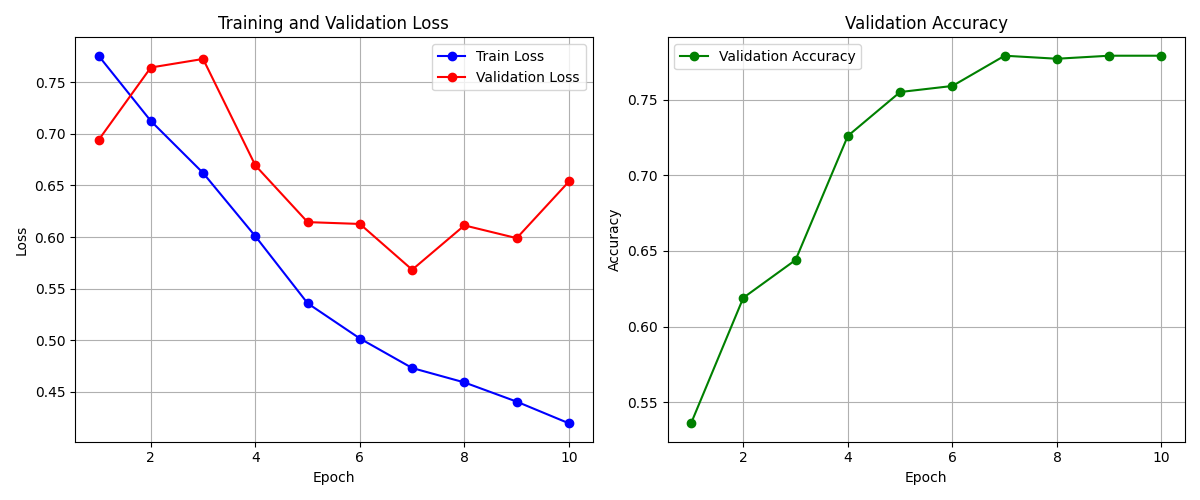 Training and Validation Loss
Train Loss
Validation Loss
0.75
0.70
0.65
0.60
0.55
0.50
0.45
Loss
2 4 6 8 10
Epoch
Validation Accuracy
Validation Accuracy
0.75
0.70
0.65
0.60
0.55
Accuracy
2 4 6 8 10
Epoch